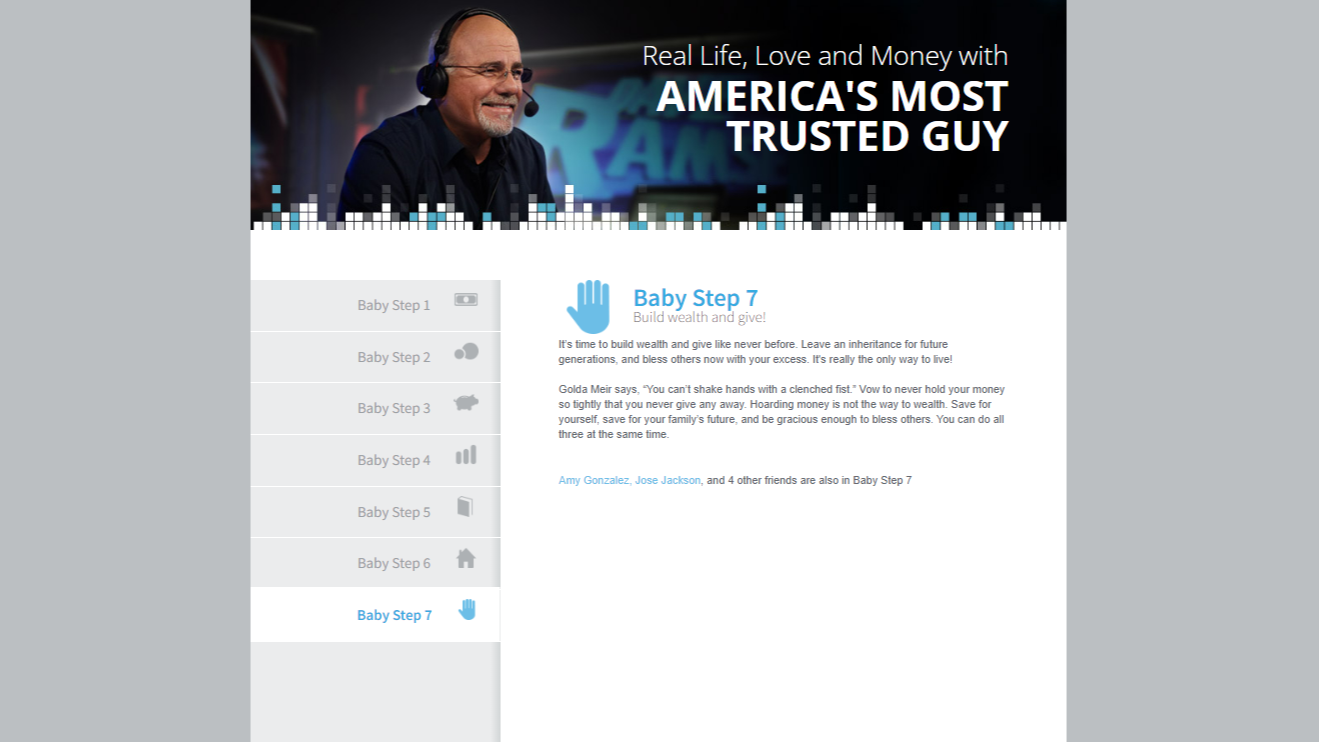 Real Life, Love and Money with
AMERICA'S MOST
TRUSTED GUY
RAMSE
Baby Step 1
Baby Step 2
Baby Step 3
Baby Step 4
Baby Step 5
Baby Step 6
Baby Step 7
Baby Step 7
Build wealth and give!
It's time to build wealth and give like never before. Leave an inheritance for future
generations, and bless others now with your excess. It's really the only way to live!
Golda Meir says, “You can't shake hands with a clenched fist.” Vow to never hold your money
so tightly that you never give any away. Hoarding money is not the way to wealth. Save for
yourself, save for your family's future, and be gracious enough to bless others. You can do all
three at the same time.
Amy Gonzalez, Jose Jackson, and 4 other friends are also in Baby Step 7